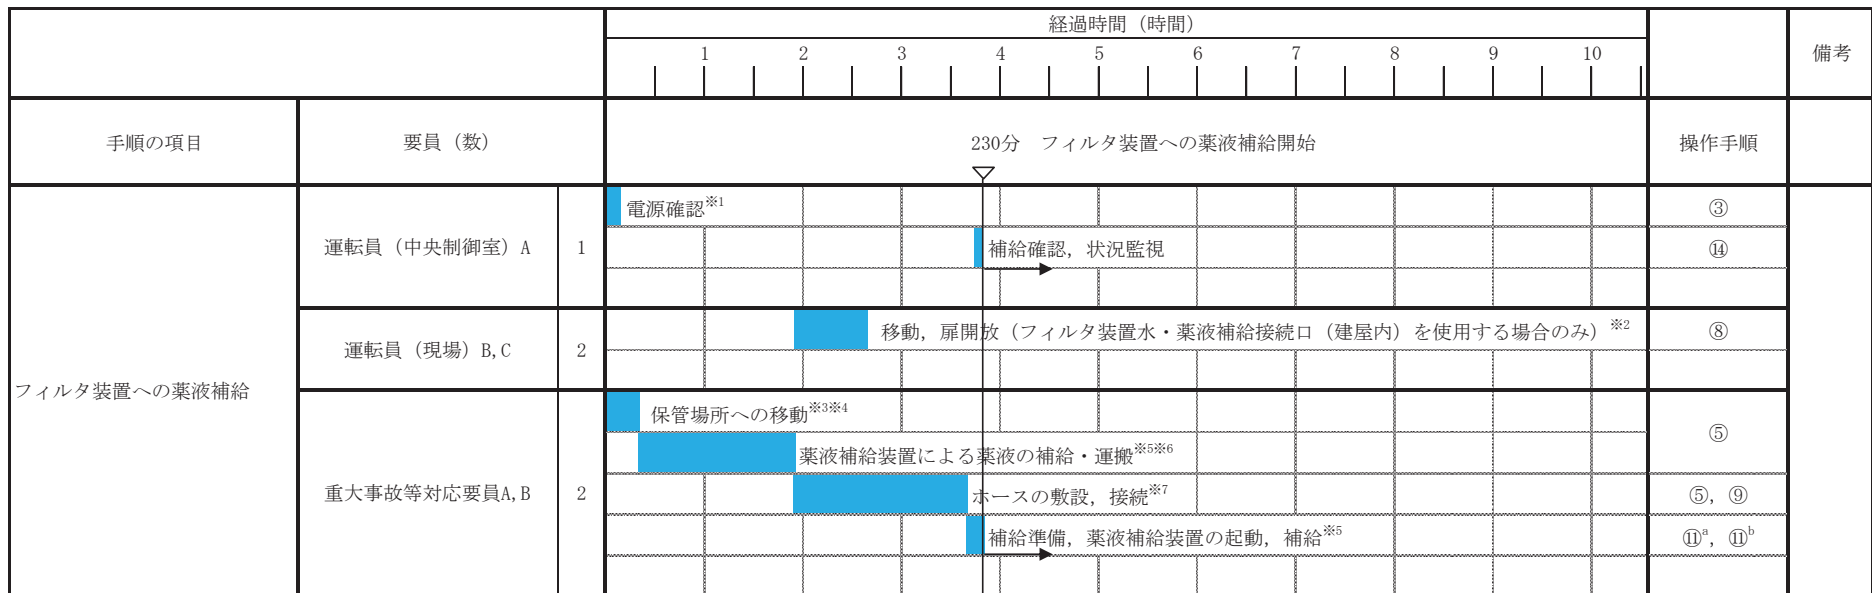 経過時間（時間）
1 2 3 4 5 6 7 8 9 10
備考
手順の項目
要員（数）
230分　フィルタ装置への薬液補給開始
操作手順
フィルタ装置への薬液補給
運転員（中央制御室）A
1
電源確認※1
③
補給確認，状況監視
⑭
運転員（現場）B,C
2
移動，扉開放（フィルタ装置水・薬液補給接続口（建屋内）を使用する場合のみ）※2
⑧
重大事故等対応要員A,B
2
保管場所への移動※3※4
⑤
薬液補給装置による薬液の補給・運搬※5※6
ホースの敷設，接続※7
⑤，⑨
補給準備，薬液補給装置の起動，補給※5
⑪a，⑪b